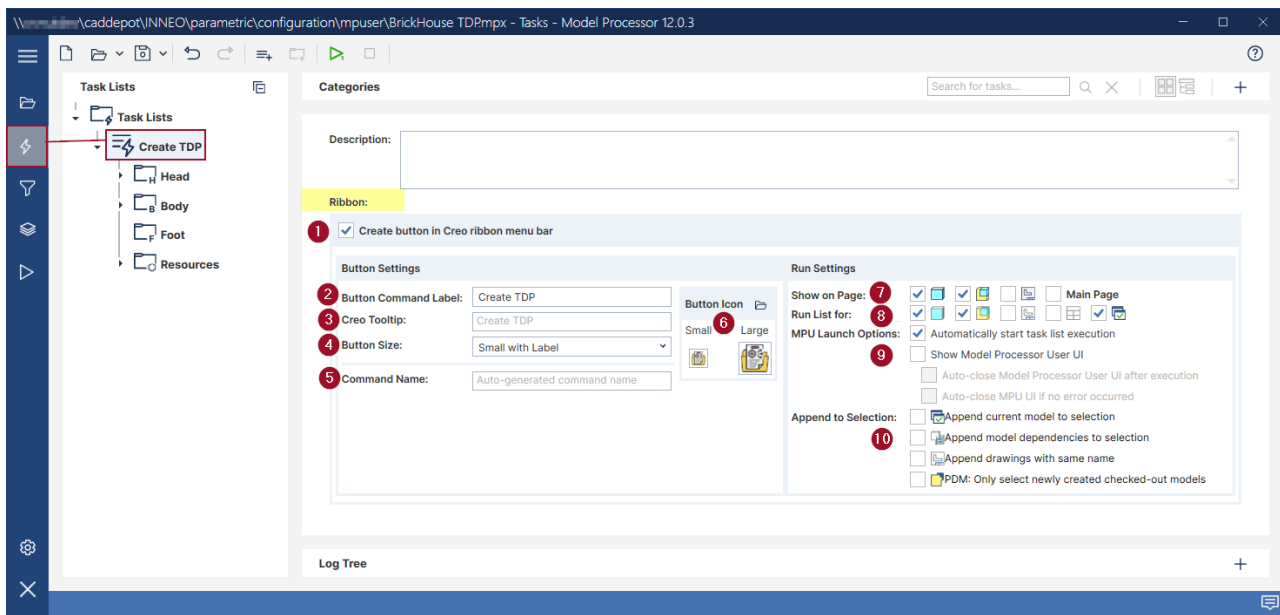 \caddepot\INNEO\parametric\configuration\mpuser\BrickHouse TDPmpx - Tasks - Model Processor 12.0.3
Task Lists
Categories
Search for tasks...
Task Lists
Create TDP
Head
Body
Foot
Resources
Description:
Ribbon:
1 Create button in Creo ribbon menu bar
Button Settings
2 Button Command Label: Create TDP
3 Creo Tooltip: Create TDP
4 Button Size: Small with Label
5 Command Name: Auto-generated command name
Button Icon
Small 6 Large
Run Settings
Show on Page: 7 Main Page
Run List for: 8
MPU Launch Options: Automatically start task list execution
9 Show Model Processor User UI
Auto-close Model Processor User UI after execution
Auto-close MPU UI if no error occurred
Append to Selection: Append current model to selection
10 Append model dependencies to selection
Append drawings with same name
PDM: Only select newly created checked-out models
Log Tree